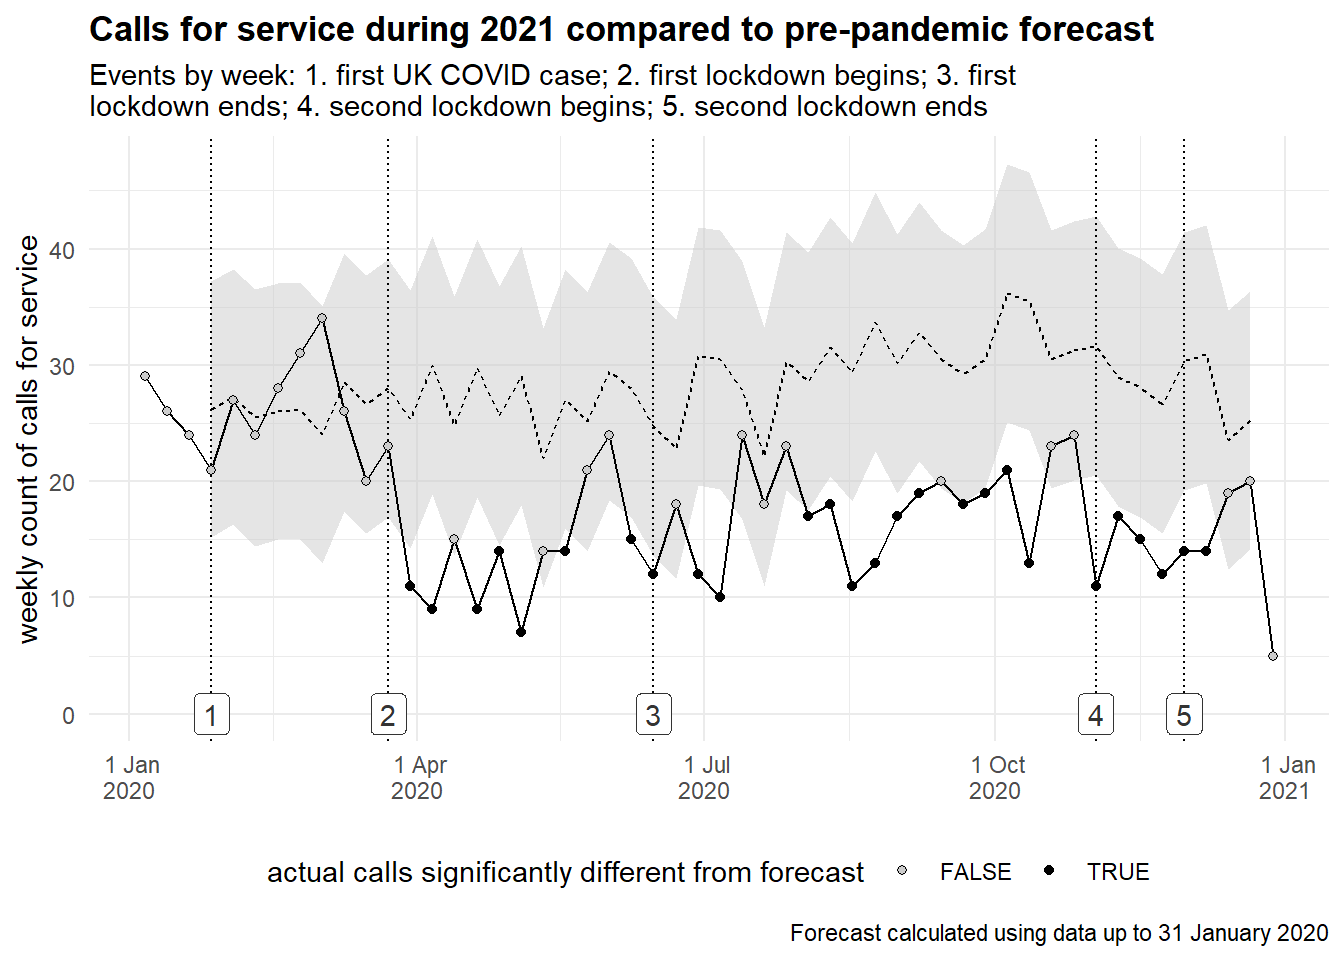 Calls for service during 2021 compared to pre-pandemic forecast
Events by week: 1. first UK COVID case; 2. first lockdown begins; 3. first
lockdown ends; 4. second lockdown begins; 5. second lockdown ends
weekly count of calls for service
40
30
20
10
0
1
2
3
4
5
1 Jan
2020
1 Apr
2020
1 Jul
2020
1 Oct
2020
1 Jan
2021
actual calls significantly different from forecast
FALSE
TRUE
Forecast calculated using data up to 31 January 2020